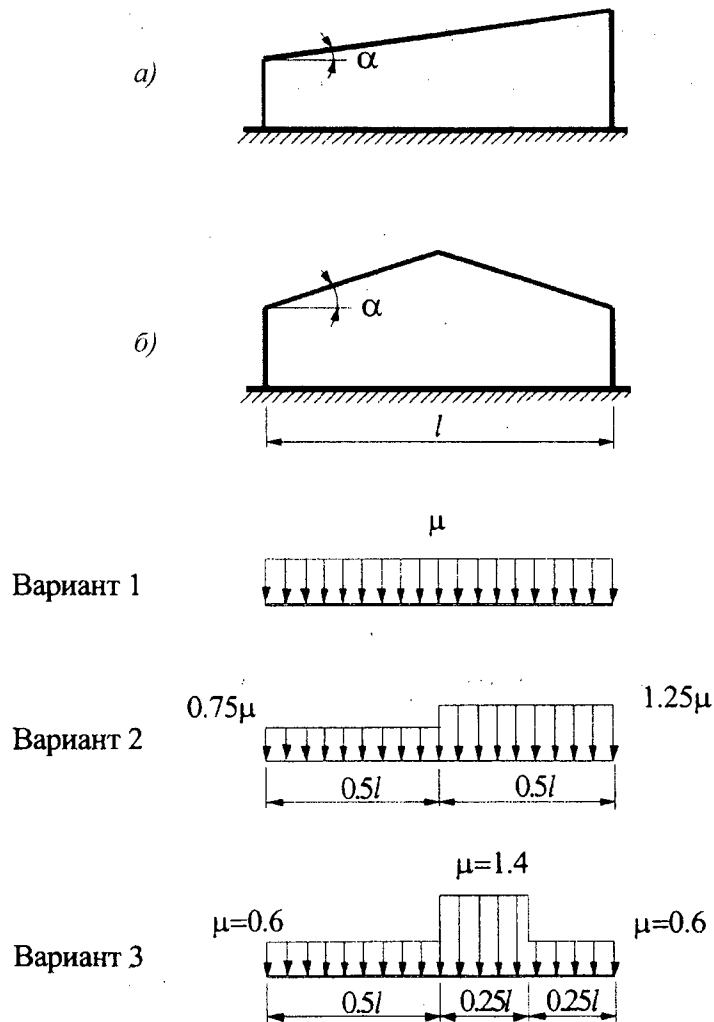 а)
α
б)
α
l
μ
Вариант 1
0.75μ
1.25μ
Вариант 2
0.5l
0.5l
μ=1.4
μ=0.6
μ=0.6
Вариант 3
0.5l
0.25l
0.25l